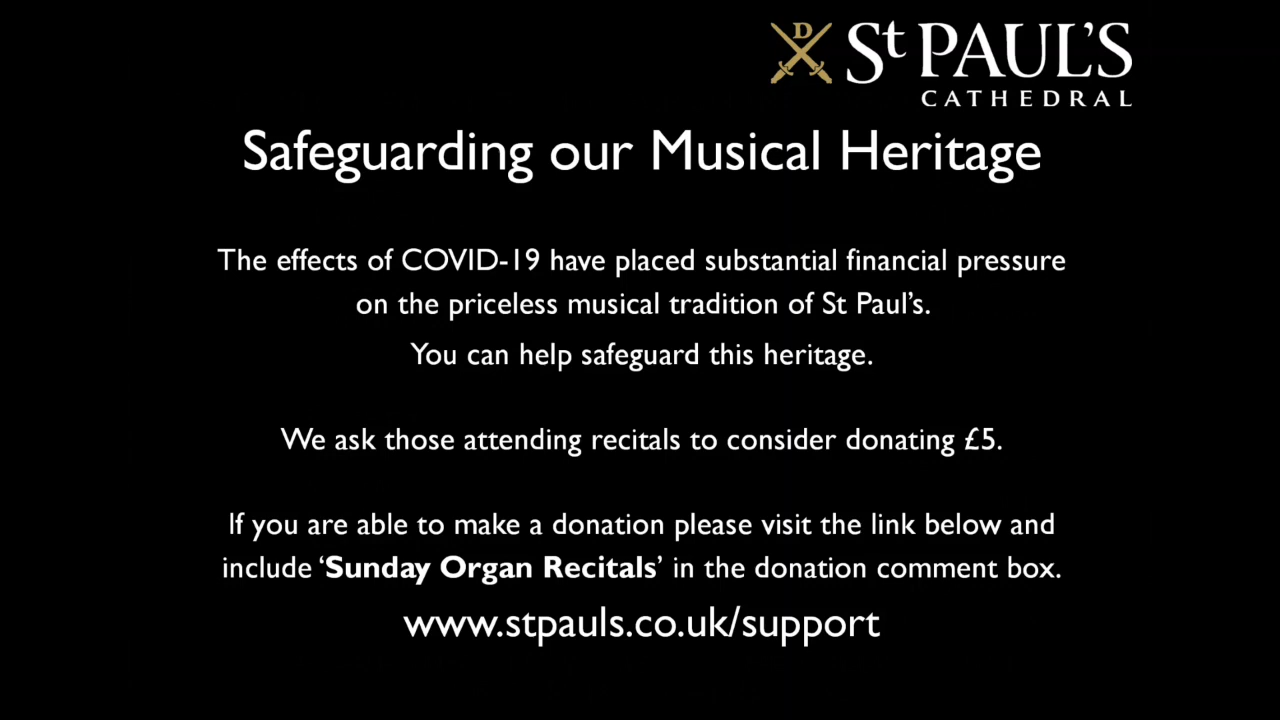 D
St PAUL'S
CATHEDRAL
Safeguarding our Musical Heritage
The effects of COVID-19 have placed substantial financial pressure
on the priceless musical tradition of St Paul's.
You can help safeguard this heritage.
We ask those attending recitals to consider donating £5.
If you are able to make a donation please visit the link below and
include ‘Sunday Organ Recitals’ in the donation comment box.
www.stpauls.co.uk/support